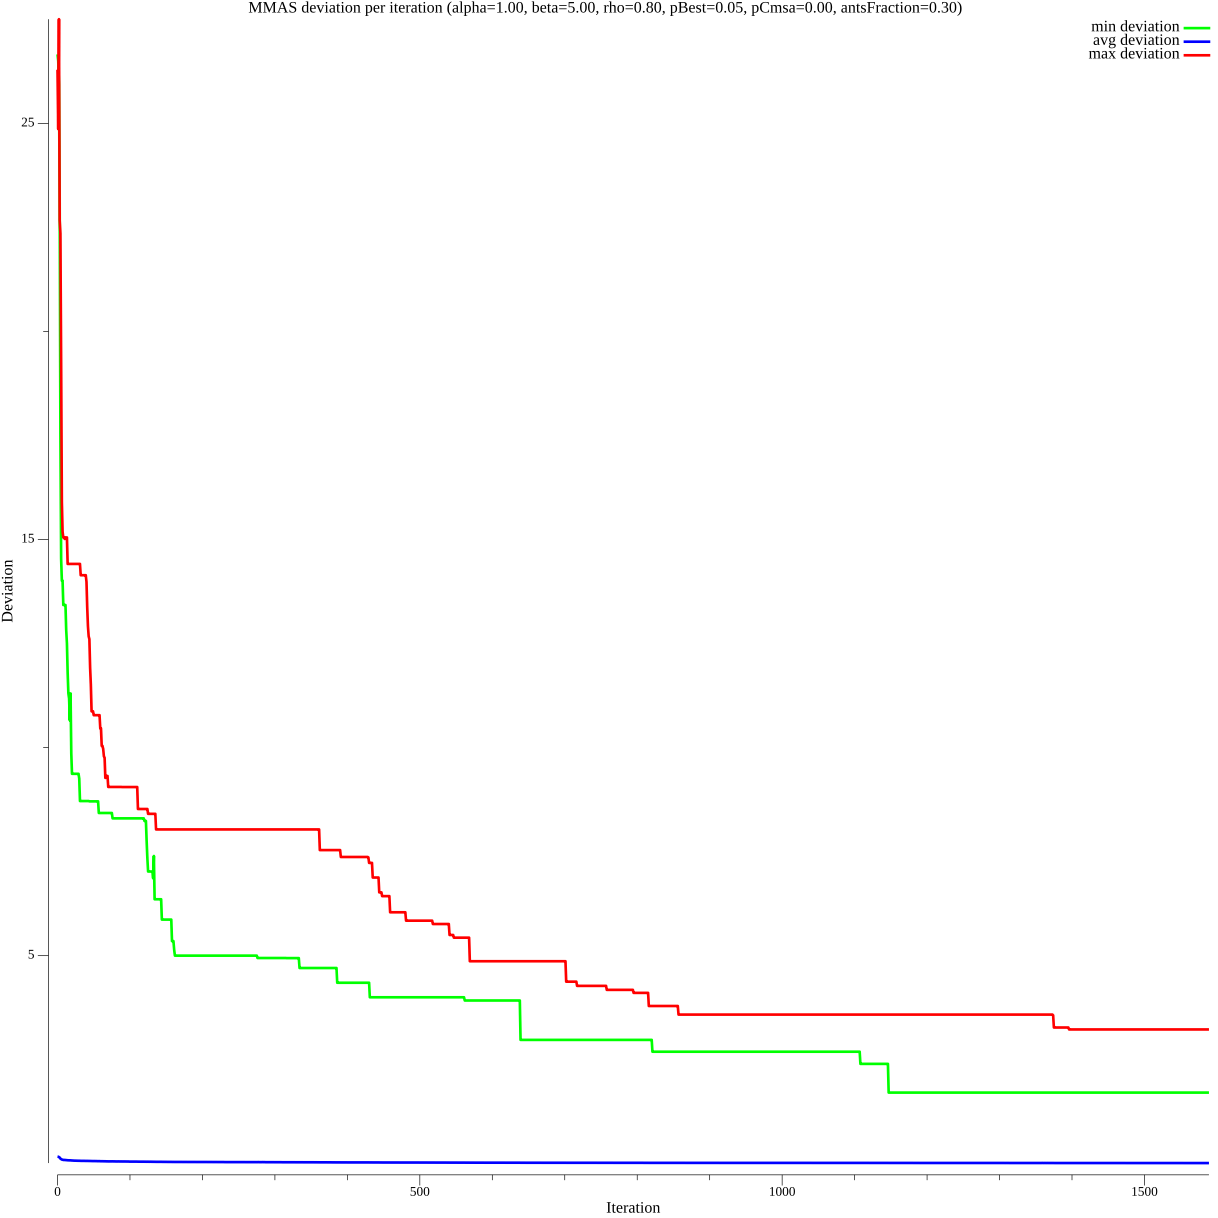 MMAS deviation per iteration (alpha=1.00, beta=5.00, rho=0.80, pBest=0.05, pCmsa=0.00, antsFraction=0.30)
min deviation
avg deviation
max deviation
25
15
5
Deviation
0
500
1000
1500
Iteration